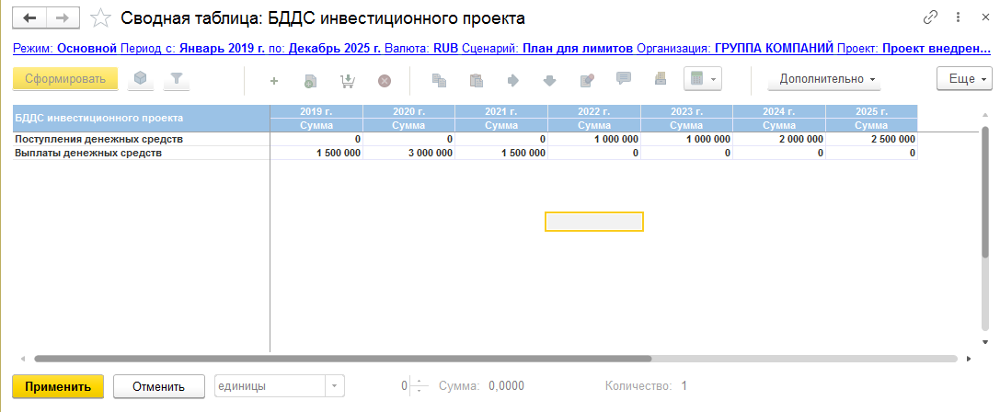 Сводная таблица: БДДС инвестиционного проекта
Режим: Основной Период с: Январь 2019 г. по: Декабрь 2025 г. Валюта: RUB Сценарий: План для лимитов Организация: ГРУППА КОМПАНИЙ Проект: Проект внедрен...
Сформировать Дополнительно Еще
БДДС инвестиционного проекта 2019 г. 2020 г. 2021 г. 2022 г. 2023 г. 2024 г. 2025 г.
Сумма Сумма Сумма Сумма Сумма Сумма Сумма
Поступления денежных средств 0 0 0 1 000 000 1 000 000 2 000 000 2 500 000
Выплаты денежных средств 1 500 000 3 000 000 1 500 000 0 0 0 0
Применить Отменить единицы 0 Сумма: 0,0000 Количество: 1